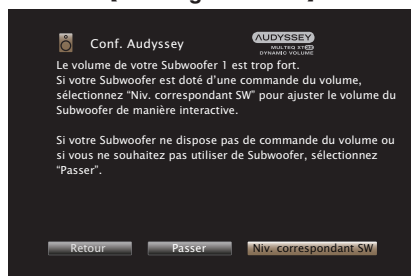 Conf. Audyssey
AUDYSSEY
MULTEQ XT32
DYNAMIC VOLUME
Le volume de votre Subwoofer 1 est trop fort.
Si votre Subwoofer est doté d'une commande du volume,
sélectionnez “Niv. correspondant SW” pour ajuster le volume du
Subwoofer de manière interactive.
Si votre Subwoofer ne dispose pas de commande du volume ou
si vous ne souhaitez pas utiliser de Subwoofer, sélectionnez
“Passer”.
Retour Passer Niv. correspondant SW